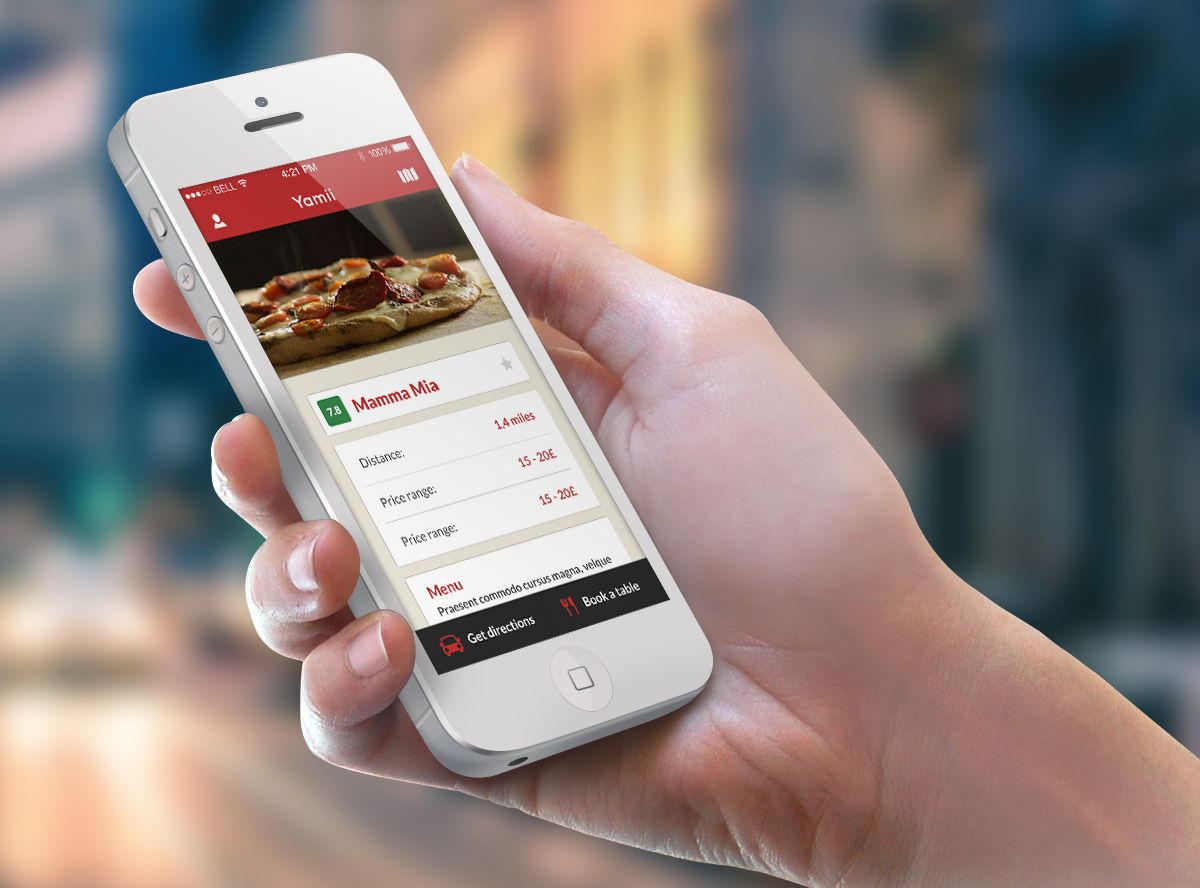 BELL 4:21 PM 100%
Yamii
7.8 Mamma Mia
Distance: 1,4 miles
Price range: 15 - 20£
Price range: 15 - 20£
Menu
Praesent commodo cursus magna, velque
Get directions Book a table